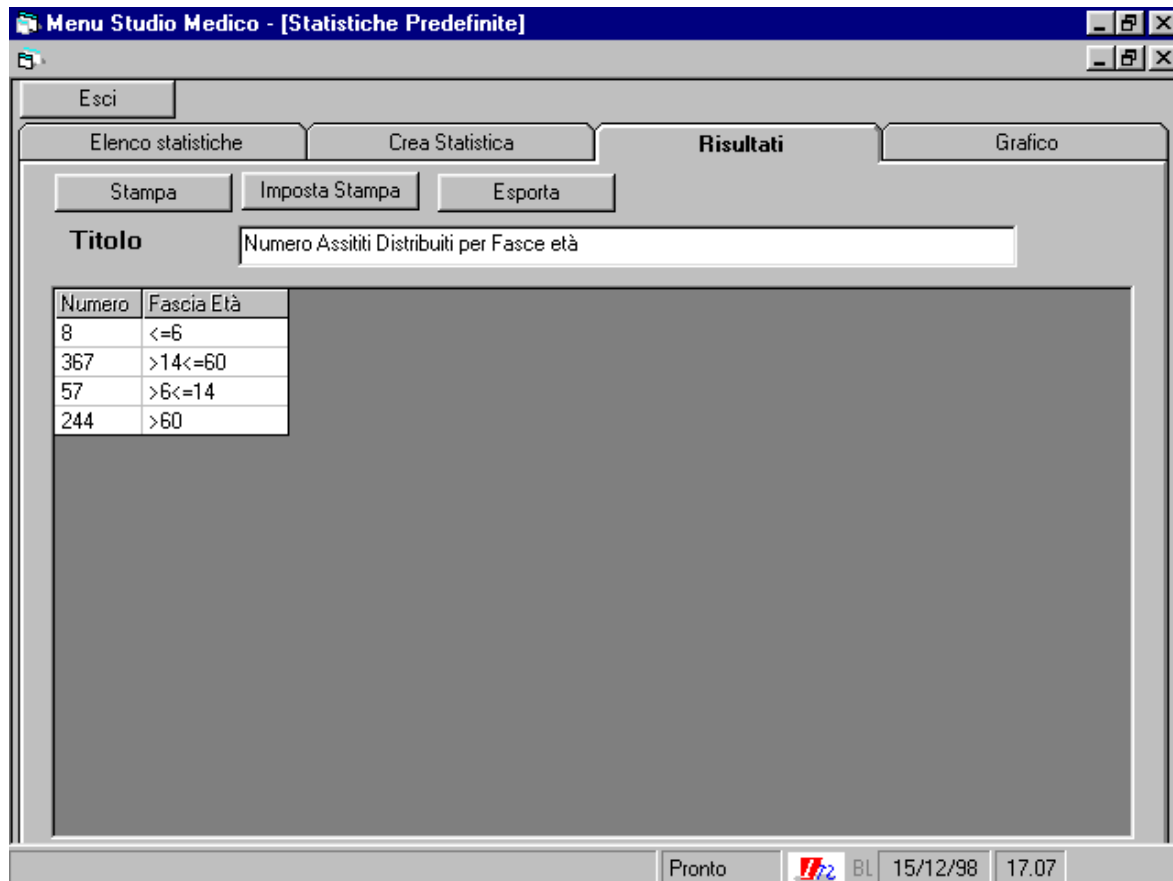 Menu Studio Medico - [Statistiche Predefinite]
Esci
Elenco statistiche Crea Statistica Risultati Grafico
Stampa Imposta Stampa Esporta
Titolo Numero Assititi Distribuiti per Fasce età
Numero Fascia Età
8 <=6
367 >14<=60
57 >6<=14
244 >60
Pronto i72 BL 15/12/98 17.07